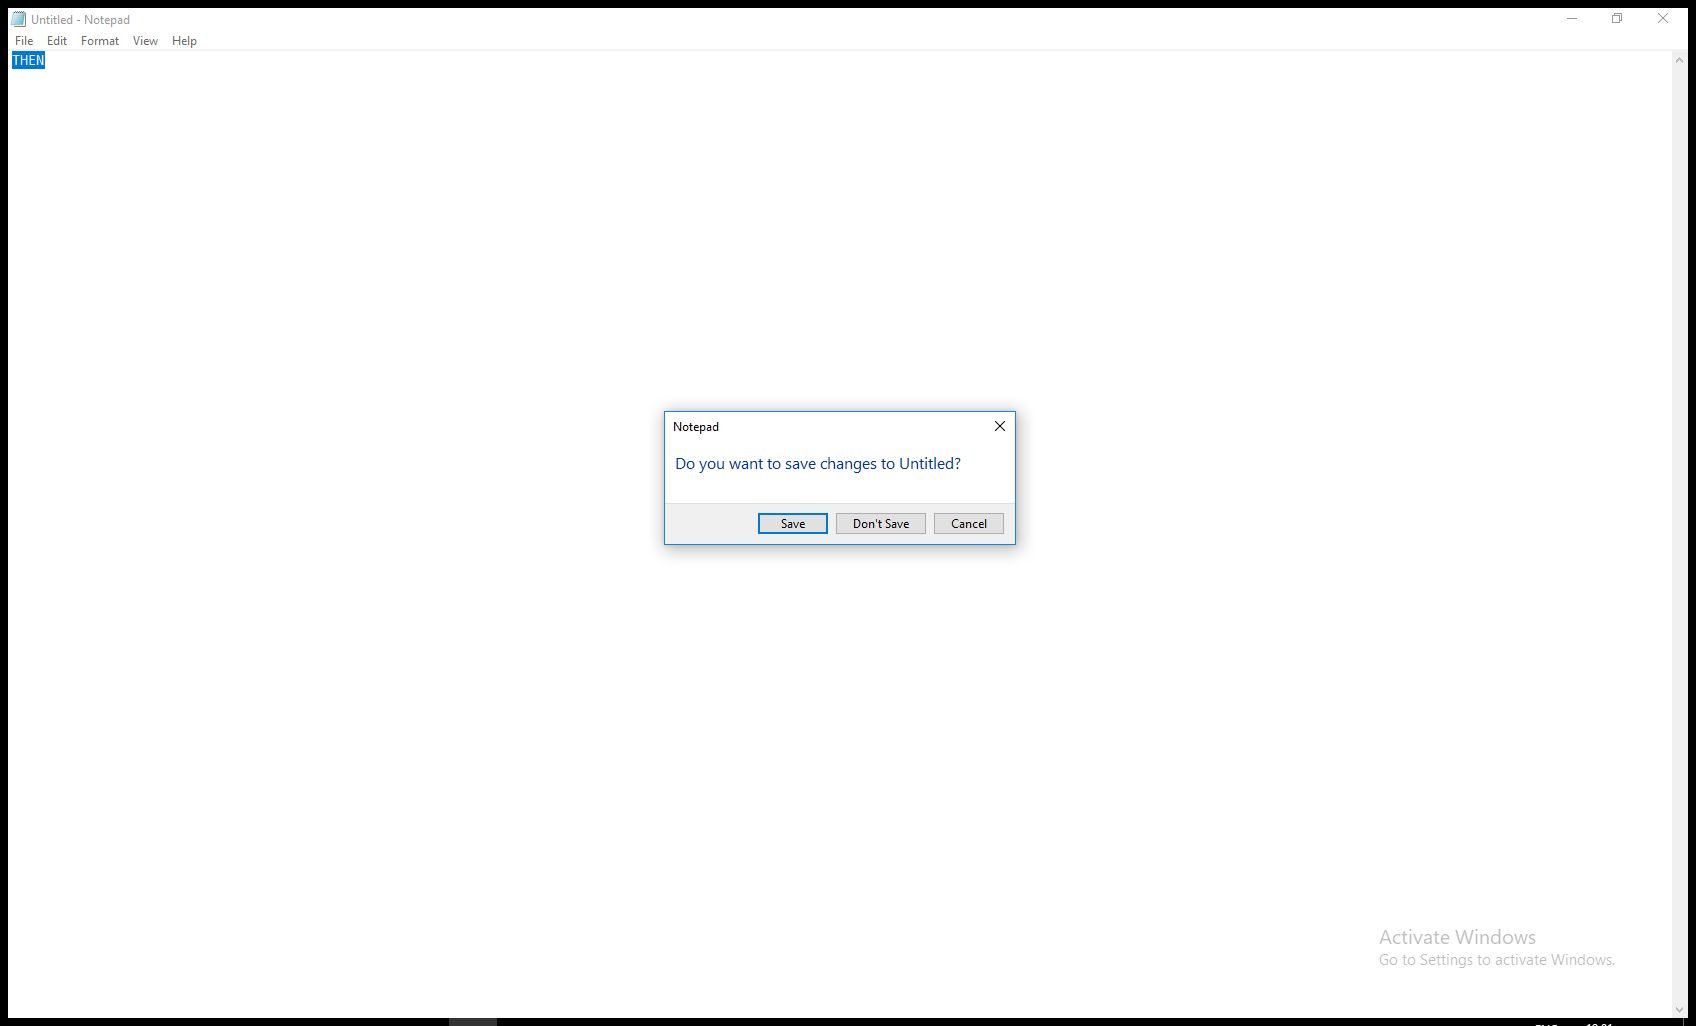 Untitled - Notepad
File Edit Format View Help
THEN
Notepad
Do you want to save changes to Untitled?
Save Don't Save Cancel
Activate Windows
Go to Settings to activate Windows.